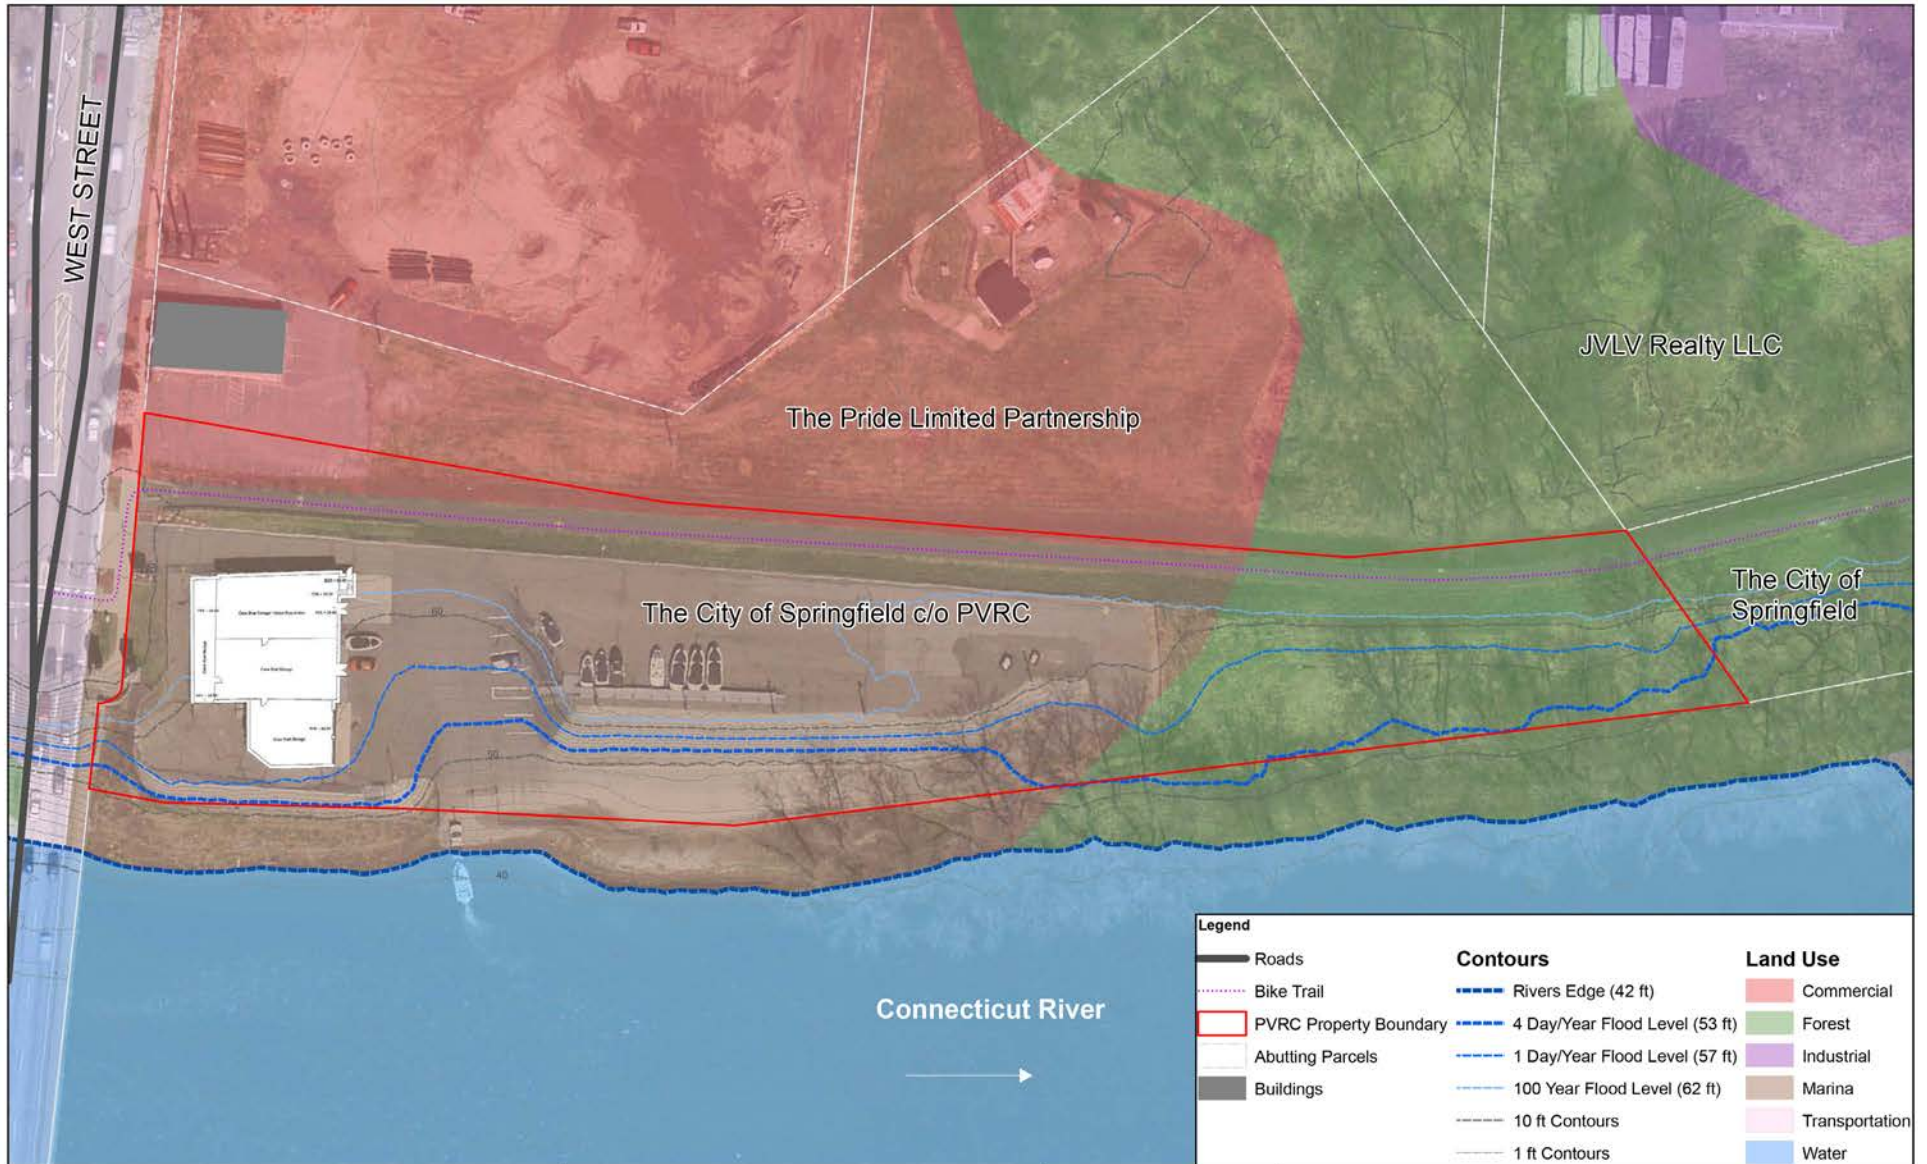 WEST STREET
JVLV Realty LLC
The Pride Limited Partnership
The City of
Springfield
The City of Springfield c/o PVRC
60
50
40
Connecticut River
Legend
Roads
Bike Trail
PVRC Property Boundary
Abutting Parcels
Buildings
Contours
Rivers Edge (42 ft)
4 Day/Year Flood Level (53 ft)
1 Day/Year Flood Level (57 ft)
100 Year Flood Level (62 ft)
10 ft Contours
1 ft Contours
Land Use
Commercial
Forest
Industrial
Marina
Transportation
Water